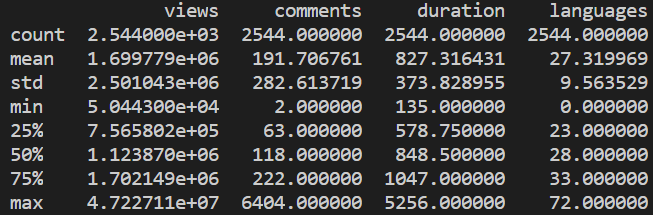 views comments duration languages
count 2.544000e+03 2544.000000 2544.000000 2544.000000
mean 1.699779e+06 191.706761 827.316431 27.319969
std 2.501043e+06 282.613719 373.828955 9.563529
min 5.044300e+04 2.000000 135.000000 0.000000
25% 7.565802e+05 63.000000 578.750000 23.000000
50% 1.123870e+06 118.000000 848.500000 28.000000
75% 1.702149e+06 222.000000 1047.000000 33.000000
max 4.722711e+07 6404.000000 5256.000000 72.000000